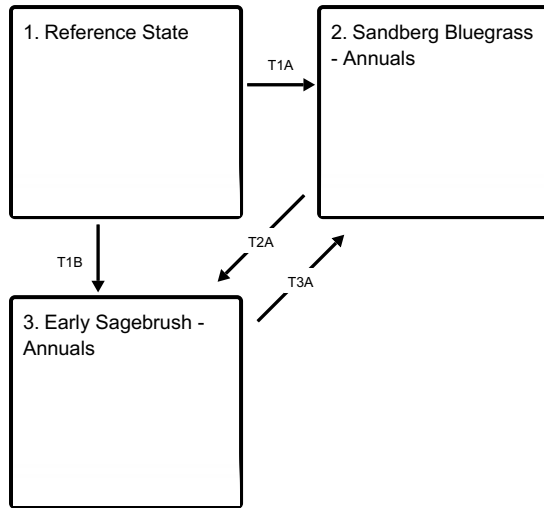 1. Reference State
2. Sandberg Bluegrass
- Annuals
T1A
T1B
T2A
T3A
3. Early Sagebrush -
Annuals